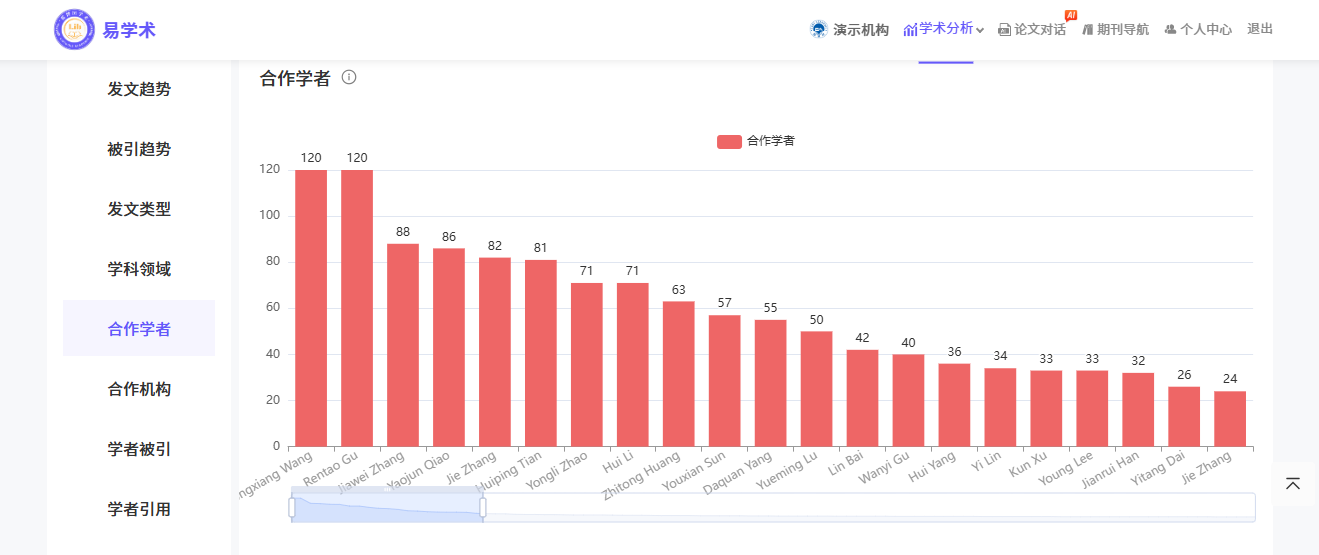 易学术
演示机构 学术分析 论文对话 AI 期刊导航 个人中心 退出
发文趋势
被引趋势
发文类型
学科领域
合作学者
合作机构
学者被引
学者引用
合作学者
合作学者
120 120 88 86 82 81 71 71 63 57 55 50 42 40 36 34 33 33 32 26 24
120
100
80
60
40
20
0
ngxiang Wang
Rentao Gu
Jiawei Zhang
Yaojun Qiao
Jie Zhang
Huiping Tian
Yongli Zhao
Hui Li
Zhitong Huang
Youxian Sun
Daquan Yang
Yueming Lu
Lin Bai
Wanyi Gu
Hui Yang
Yi Lin
Kun Xu
Young Lee
Jianrui Han
Yitang Dai
Jie Zhang